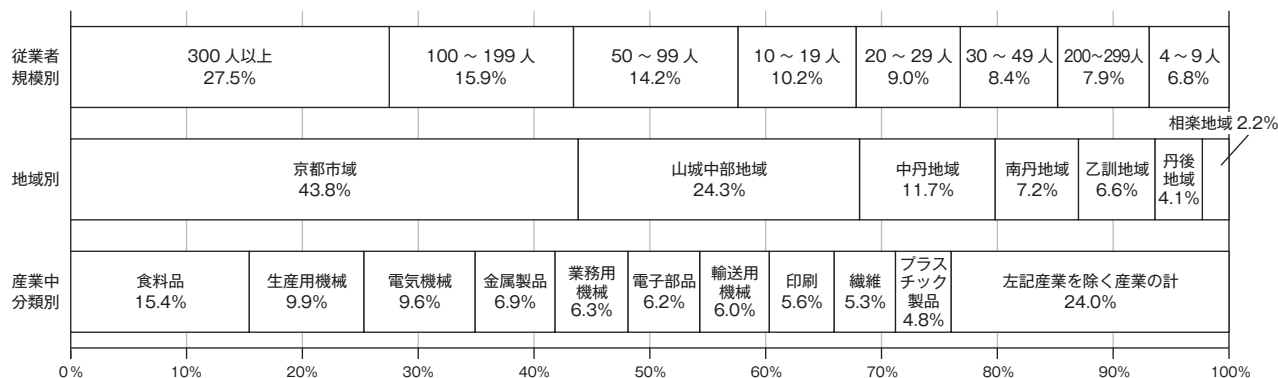 従業者
規模別
300 人以上
27.5%
100 ～ 199 人
15.9%
50 ～ 99 人
14.2%
10 ～ 19 人
10.2%
20 ～ 29 人
9.0%
30 ～ 49 人
8.4%
200～299人
7.9%
4 ～ 9 人
6.8%
相楽地域 2.2%
地域別
京都市域
43.8%
山城中部地域
24.3%
中丹地域
11.7%
南丹地域
7.2%
乙訓地域
6.6%
丹後
地域
4.1%
産業中
分類別
食料品
15.4%
生産用機械
9.9%
電気機械
9.6%
金属製品
6.9%
業務用
機械
6.3%
電子部品
6.2%
輸送用
機械
6.0%
印刷
5.6%
繊維
5.3%
プラス
チック
製品
4.8%
左記産業を除く産業の計
24.0%
0% 10% 20% 30% 40% 50% 60% 70% 80% 90% 100%